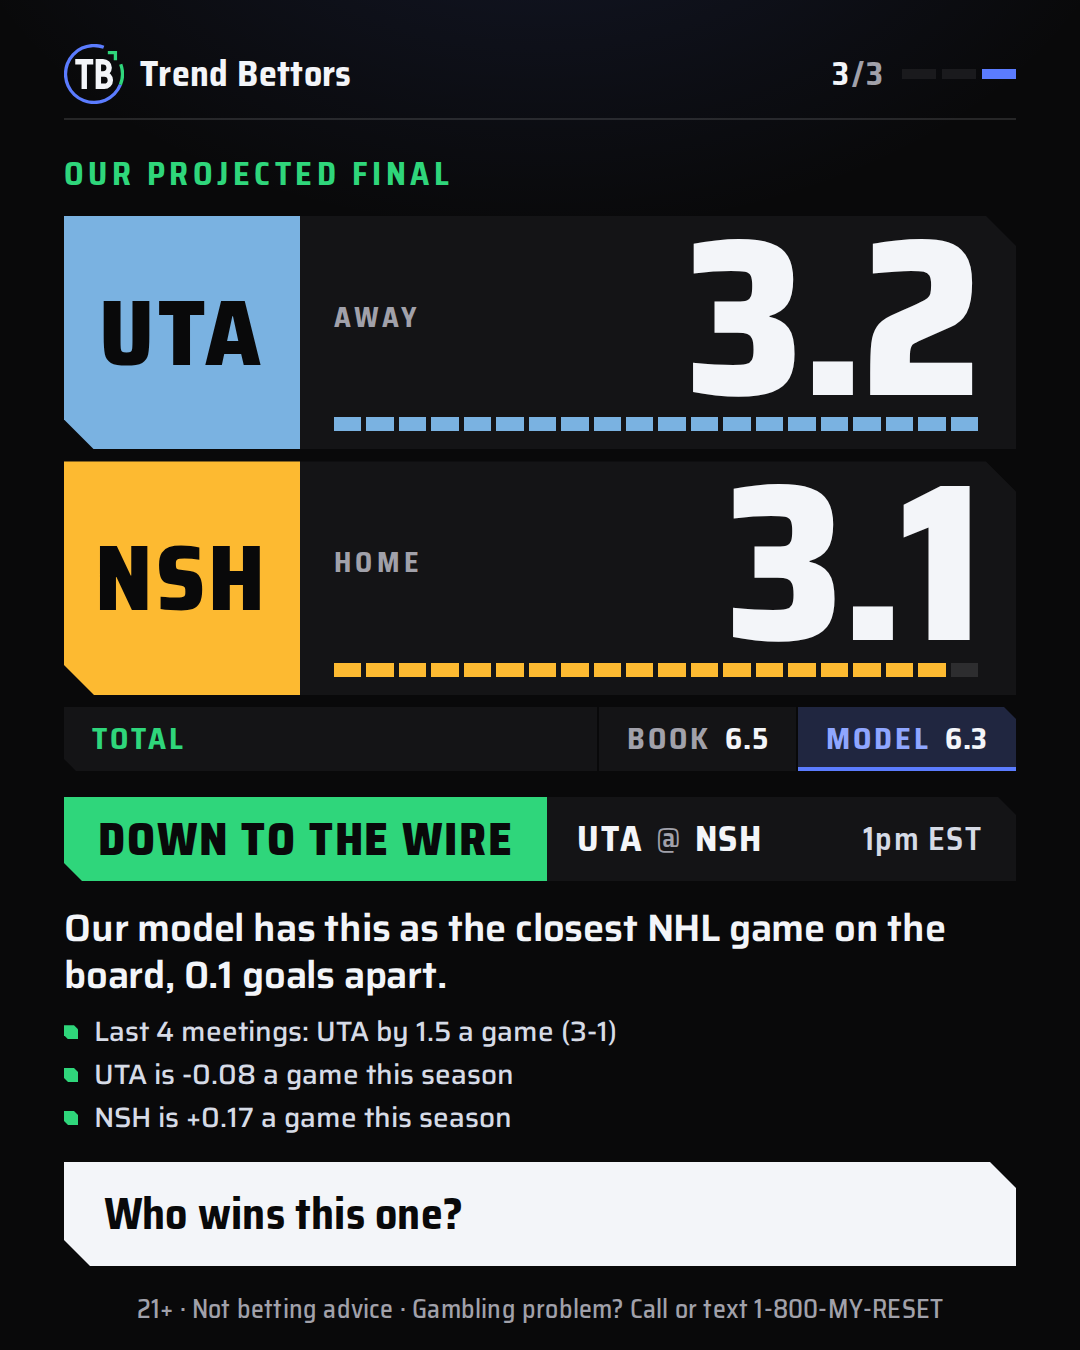 TB Trend Bettors
3/3
OUR PROJECTED FINAL
UTA
AWAY
3.2
NSH
HOME
3.1
TOTAL
BOOK 6.5
MODEL 6.3
DOWN TO THE WIRE
UTA @ NSH
1pm EST
Our model has this as the closest NHL game on the
board, 0.1 goals apart.
Last 4 meetings: UTA by 1.5 a game (3-1)
UTA is -0.08 a game this season
NSH is +0.17 a game this season
Who wins this one?
21+ · Not betting advice · Gambling problem? Call or text 1-800-MY-RESET